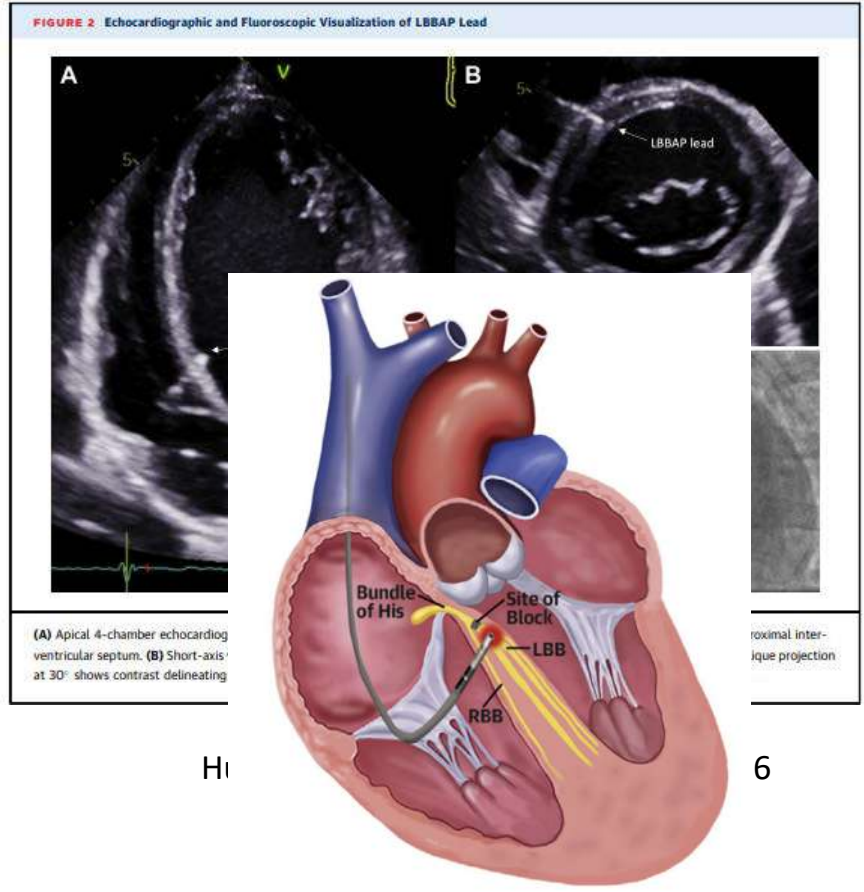 FIGURE 2 Echocardiographic and Fluoroscopic Visualization of LBBAP Lead
A
V
B
5
5
LBBAP lead
Bundle
of His
Site of
Block
LBB
RBB
(A) Apical 4-chamber echocardiog
roximal inter-
ventricular septum. (B) Short-axis
ique projection
at 30° shows contrast delineating
Hu
6